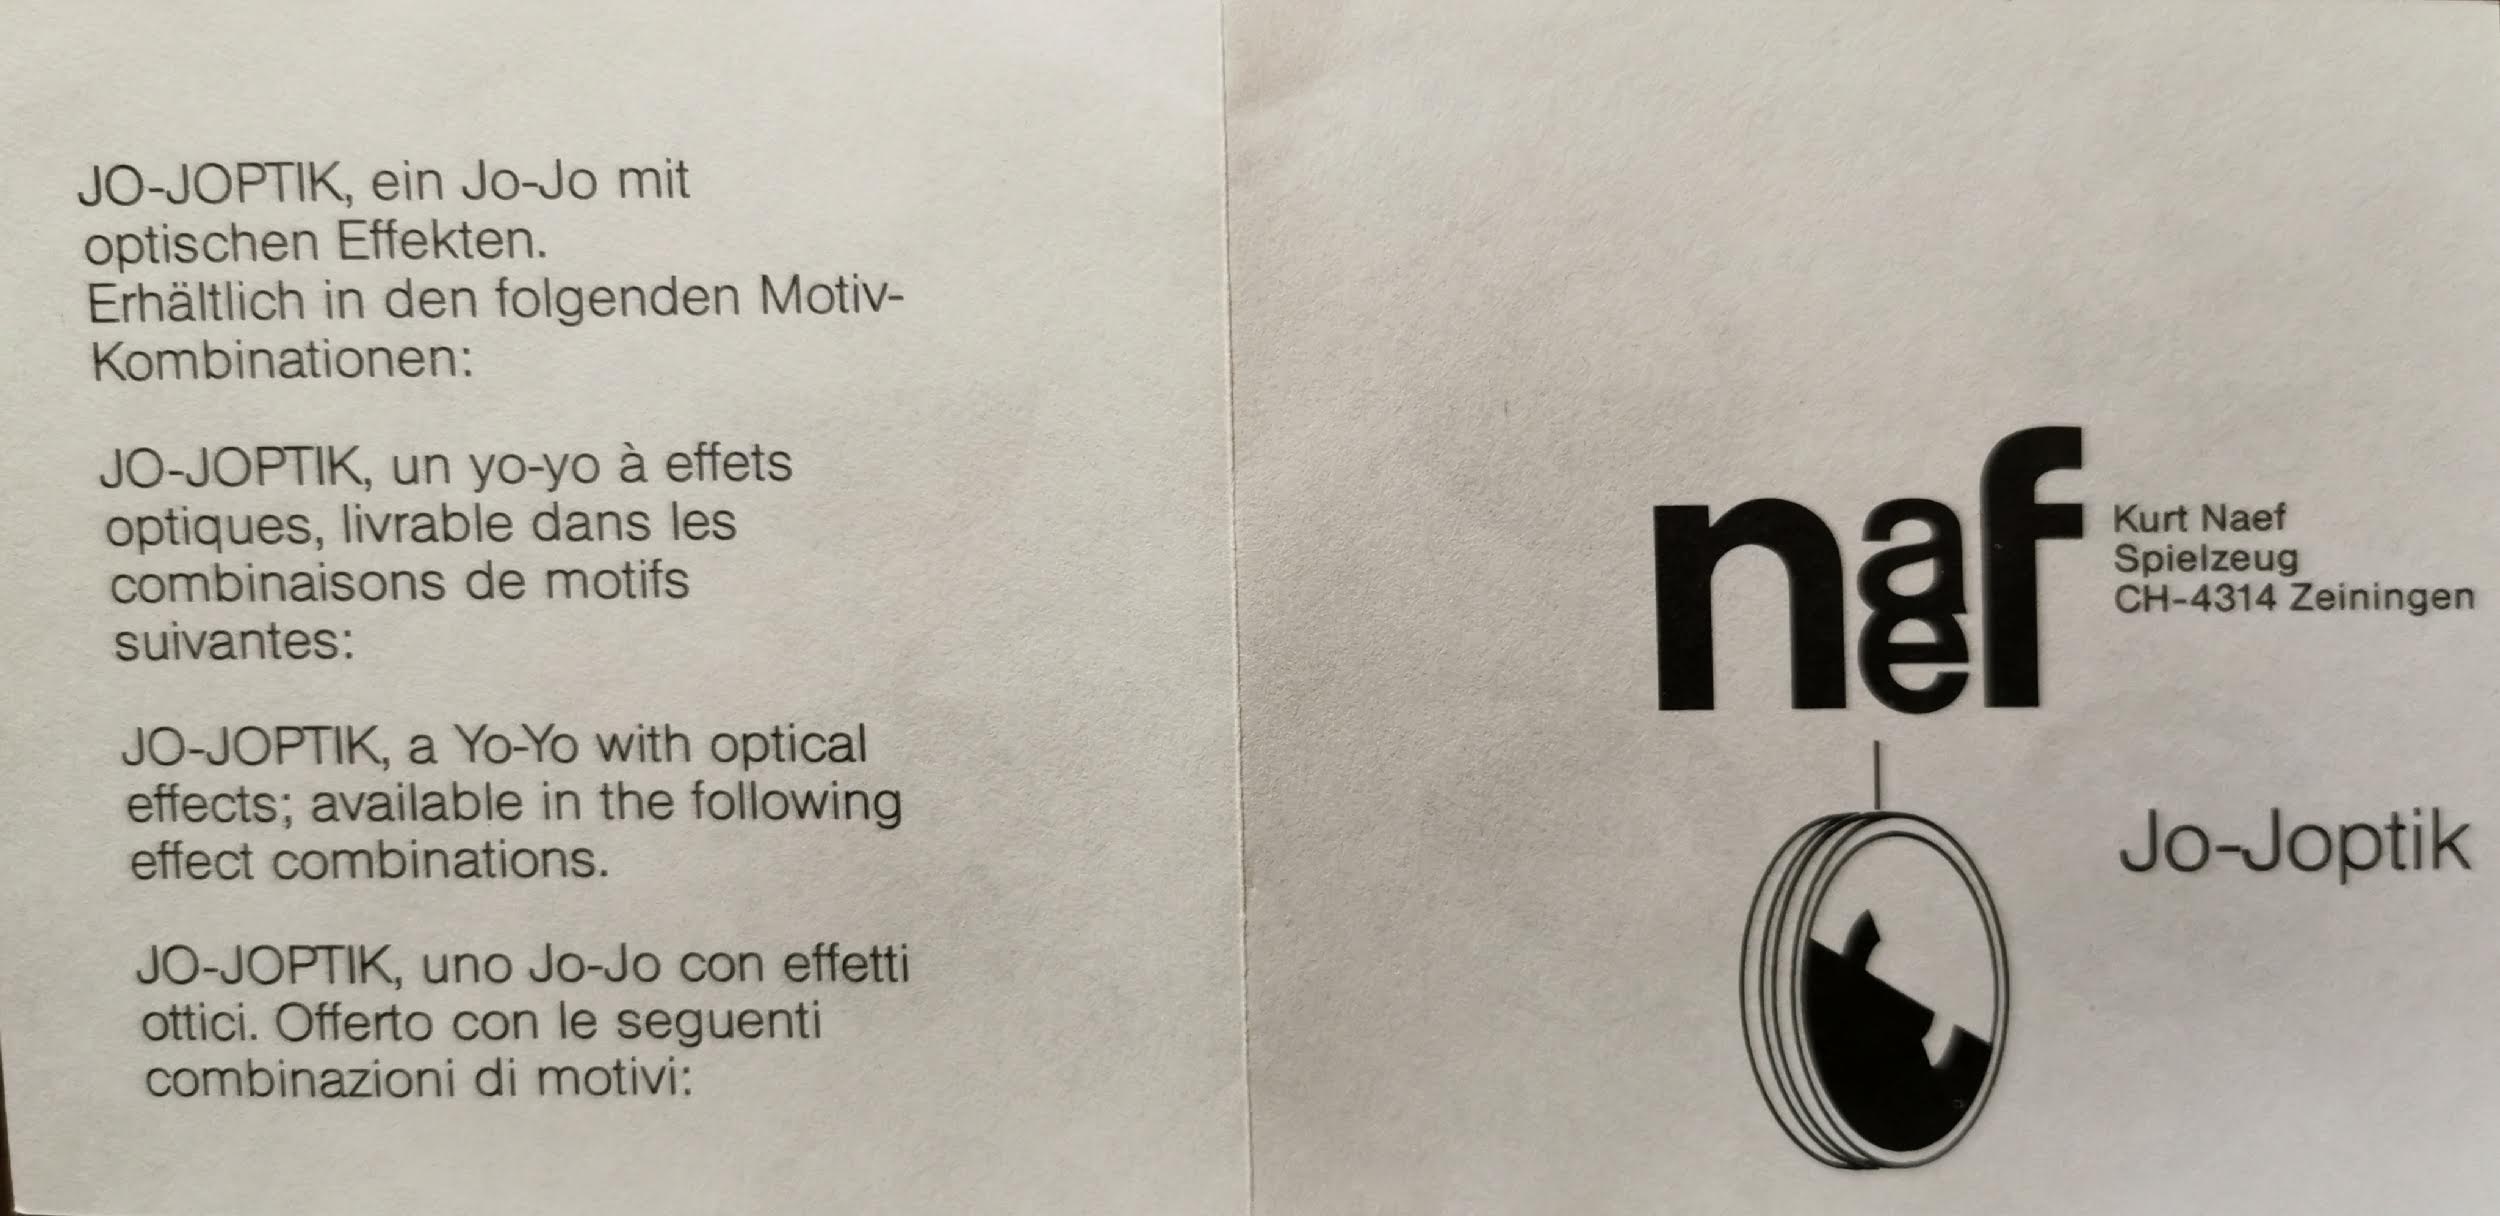 JO-JOPTIK, ein Jo-Jo mit
optischen Effekten.
Erhältlich in den folgenden Motiv-
Kombinationen:
JO-JOPTIK, un yo-yo à effets
optiques, livrable dans les
combinaisons de motifs
suivantes:
JO-JOPTIK, a Yo-Yo with optical
effects; available in the following
effect combinations.
JO-JOPTIK, uno Jo-Jo con effetti
ottici. Offerto con le seguenti
combinazioni di motivi:
naef
Kurt Naef
Spielzeug
CH-4314 Zeiningen
Jo-Joptik